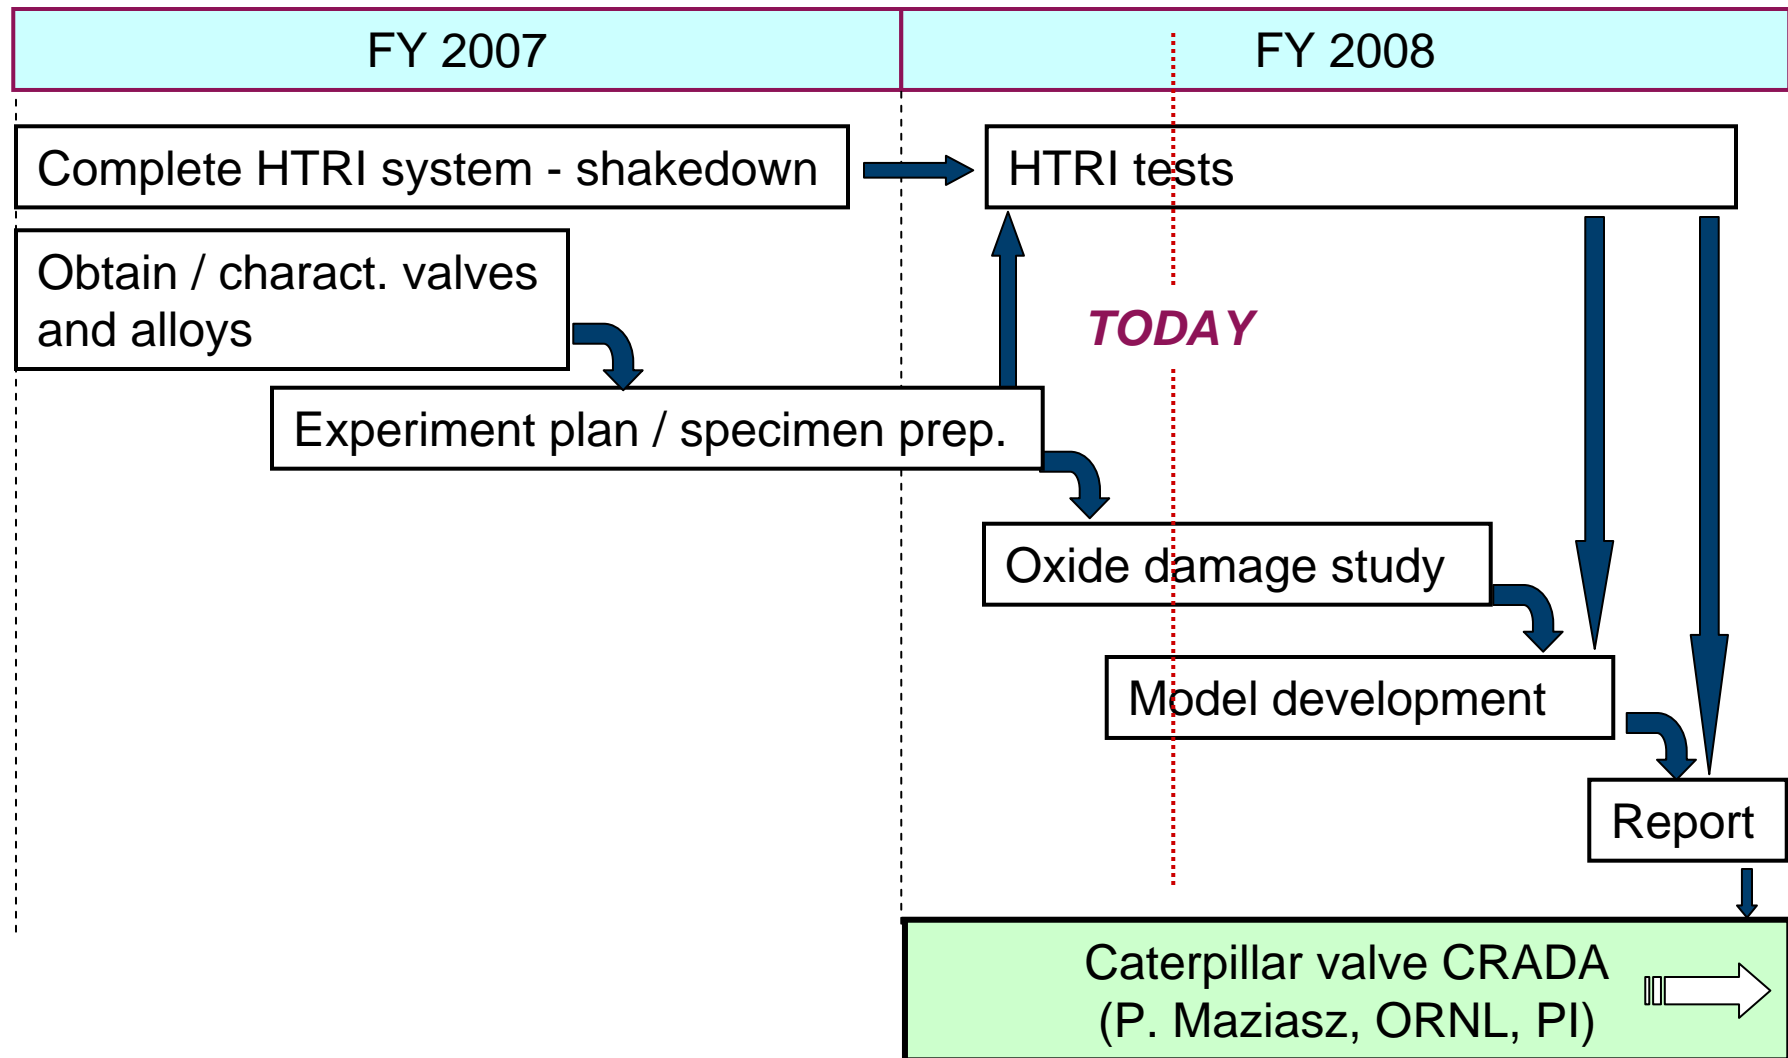 FY 2007
FY 2008
Complete HTRI system - shakedown
HTRI tests
Obtain / charact. valves
and alloys
TODAY
Experiment plan / specimen prep.
Oxide damage study
Model development
Report
Caterpillar valve CRADA
(P. Maziasz, ORNL, PI)